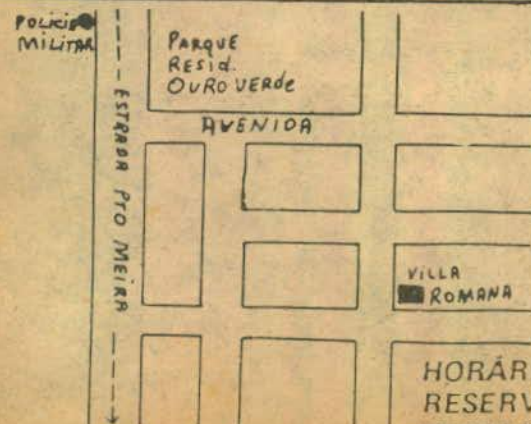 POLICIA
MILITAR
PARQUE
RESId.
OURO VERde
AVENIDA
ESTRADA PTO MEIRA
VILLA
ROMANA
HORÁR
RESERV